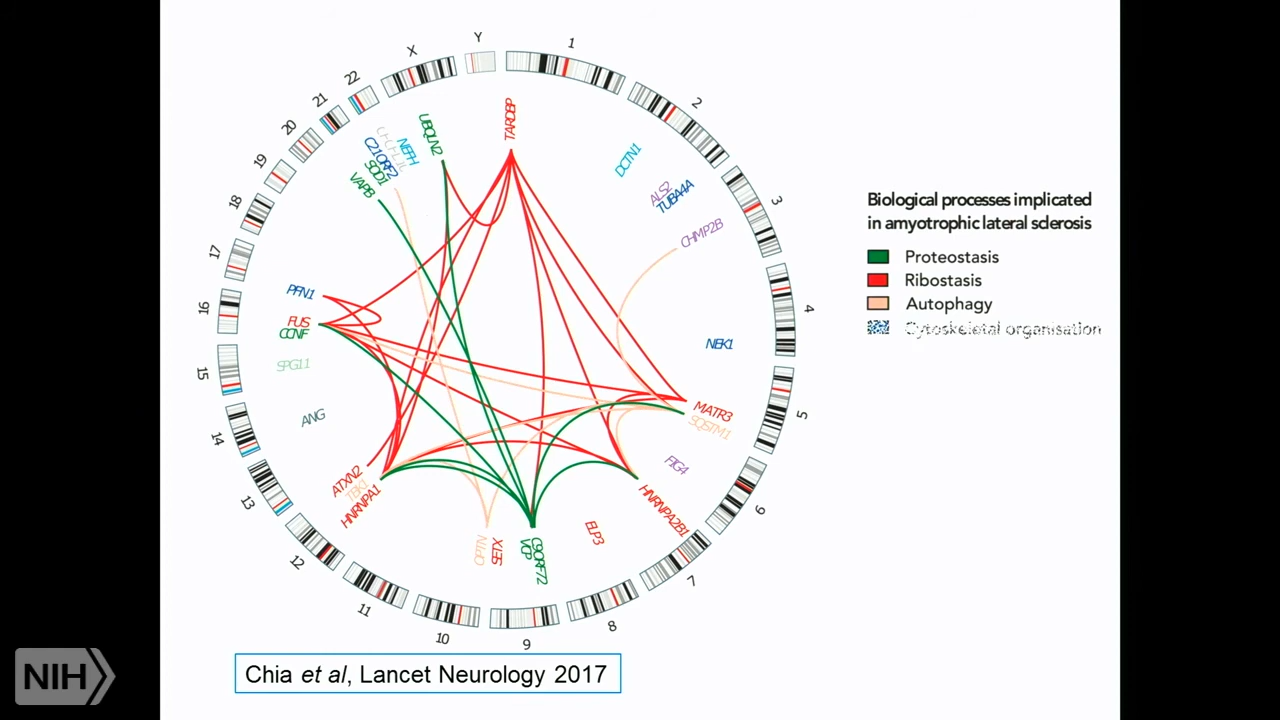 Y
1
X
2
22
21
20
3
19
18
4
17
16
5
15
14
6
13
7
12
8
11
9
10
TARDBP
UBQLN2
NEFH
C21ORF2
SOD1
VAPB
DCTN1
ALS2
TUBA4A
CHMP2B
PFN1
FUS
CCNF
NEK1
SPG11
ANG
MATR3
SQSTM1
FIG4
ATXN2
TBK1
HNRNPA1
HNRNPA2B1
ELP3
OPTN
SETX
VCP
C9ORF72
Biological processes implicated
in amyotrophic lateral sclerosis
Proteostasis
Ribostasis
Autophagy
Cytoskeletal organisation
Chia et al, Lancet Neurology 2017
NIH